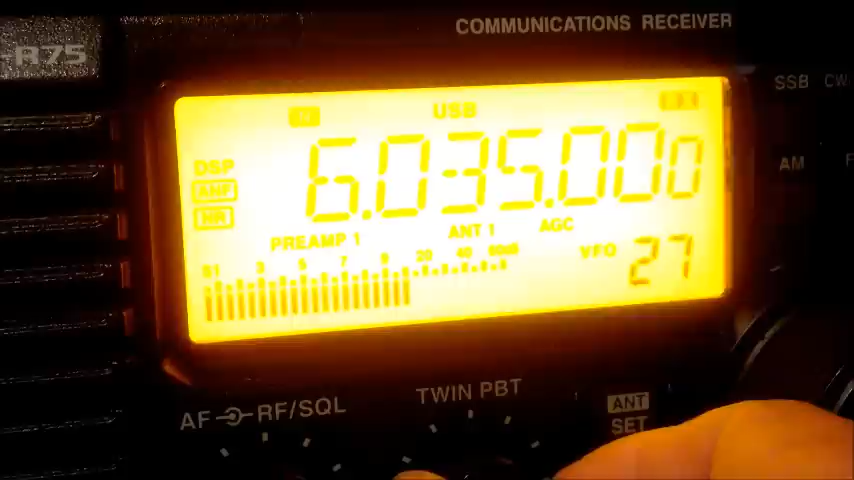 COMMUNICATIONS RECEIVER
-R75
SSB CW
USB
6.035.000
DSP
ANF
NR
AM
PREAMP 1 ANT 1 AGC
S1 3 5 7 9 20 40 60dB
VFO 27
AF RF/SQL
TWIN PBT
ANT
SET